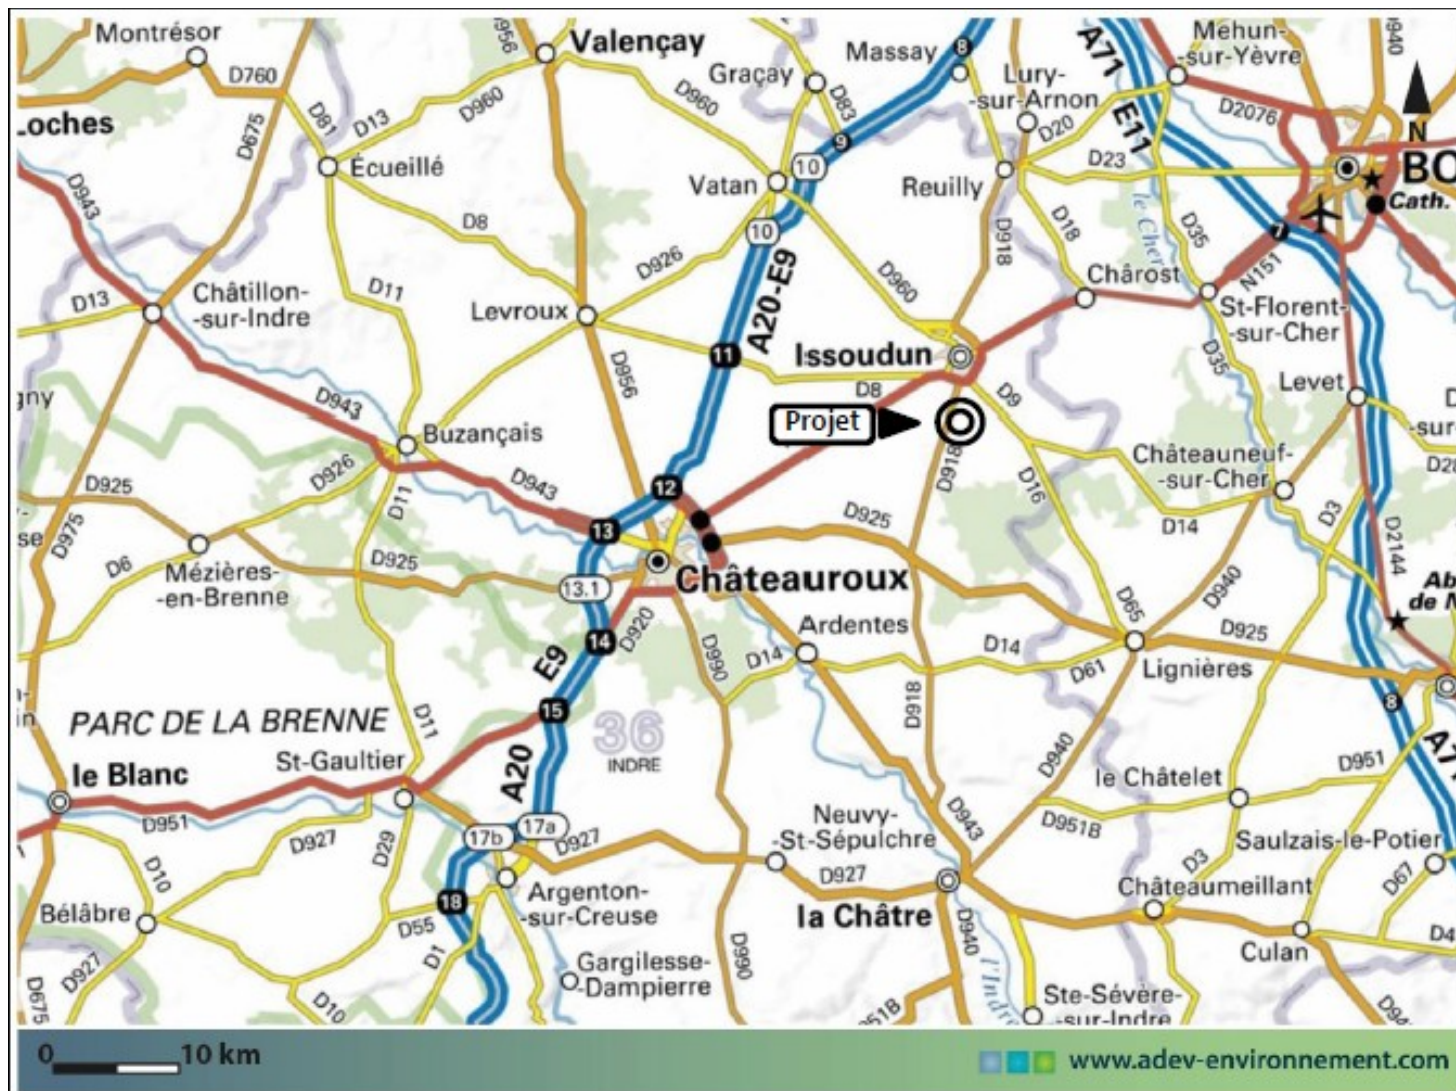 Montrésor
D760
D956
Valençay
Massay
8
A71
Mehun-
-sur-Yèvre
D940
Graçay
Lury-
-sur-Arnon
D2076
N
Loches
D675
D81
D13
D960
D960
D83
9
D20
E11
BO
Cath.
D943
Écueillé
Vatan
10
Reuilly
D23
le Cher
D8
10
D926
D918
D18
D35
7
N151
D13
Châtillon-
-sur-Indre
D11
Levroux
A20-E9
D960
Chârost
St-Florent-
-sur-Cher
11
Issoudun
D35
D956
D8
D9
Levet
gny
D943
Projet
D918
Buzançais
D926
D943
12
D16
Châteauneuf-
-sur-Cher
D925
D11
D975
13
D925
D14
D3
D2144
D6
Mézières-
-en-Brenne
D925
13.1
Châteauroux
D65
D940
14
D920
D990
Ardentes
D14
D14
D61
D925
Lignières
E9
15
D918
8
PARC DE LA BRENNE
D11
36
INDRE
A20
D940
le Blanc
St-Gaultier
le Châtelet
D951
D951
D927
D29
17b
17a
D927
Neuvy-
-St-Sépulchre
D943
D951B
Saulzais-le-Potier
D10
18
Argenton-
-sur-Creuse
D927
la Châtre
D3
Châteaumeillant
D67
Bélâbre
D55
D1
D940
Culan
D927
D10
Gargilesse-
-Dampierre
D990
l'Indre
Ste-Sévère-
-sur-Indre
D675
0
10 km
www.adev-environnement.com